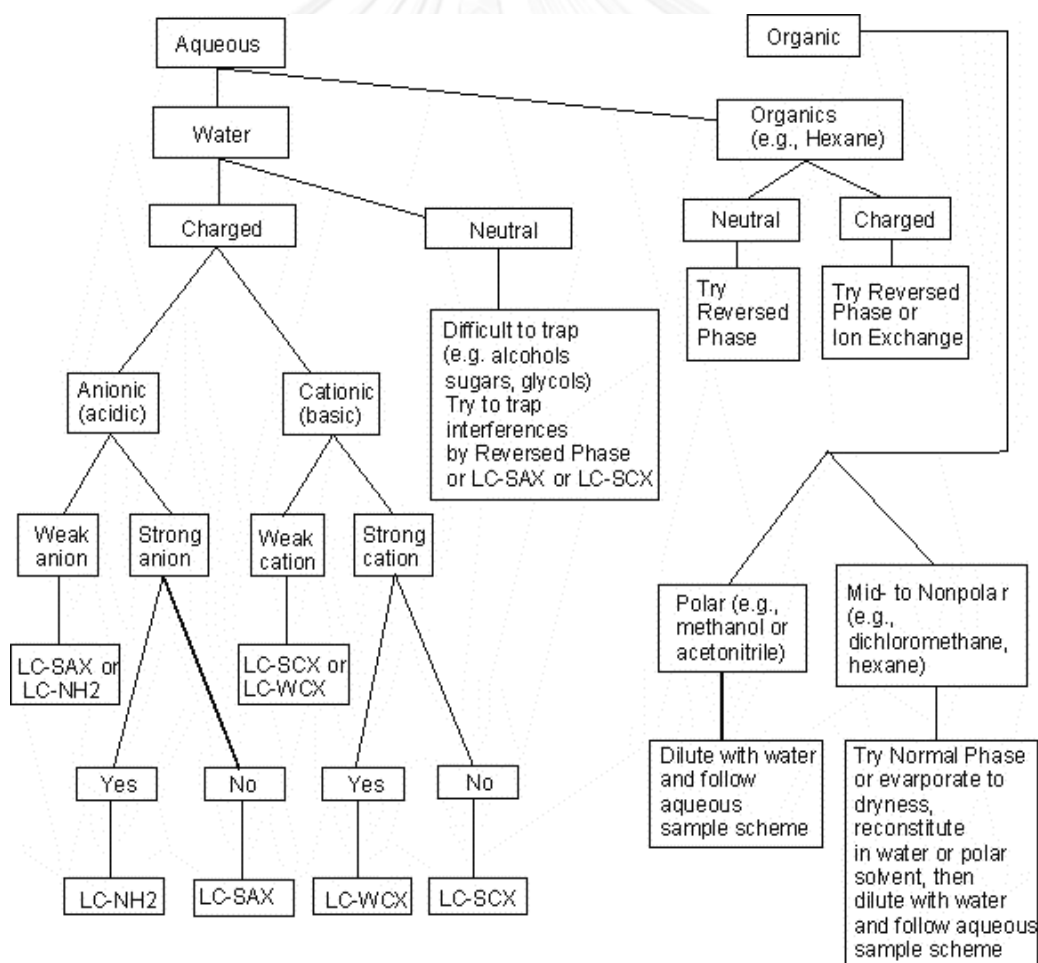 Aqueous
Organic
Water
Organics
(e.g., Hexane)
Charged
Neutral
Neutral
Charged
Try
Reversed
Phase
Try Reversed
Phase or
Ion Exchange
Difficult to trap
(e.g. alcohols
sugars, glycols)
Try to trap
interferences
by Reversed Phase
or LC-SAX or LC-SCX
Anionic
(acidic)
Cationic
(basic)
Weak
anion
Strong
anion
Weak
cation
Strong
cation
LC-SAX or
LC-NH2
LC-SCX or
LC-WCX
Polar (e.g.,
methanol or
acetonitrile)
Mid- to Nonpolar
(e.g.,
dichloromethane,
hexane)
Yes
No
Yes
No
LC-NH2
LC-SAX
LC-WCX
LC-SCX
Dilute with water
and follow
aqueous
sample scheme
Try Normal Phase
or evarporate to
dryness,
reconstitute
in water or polar
solvent, then
dilute with water
and follow aqueous
sample scheme